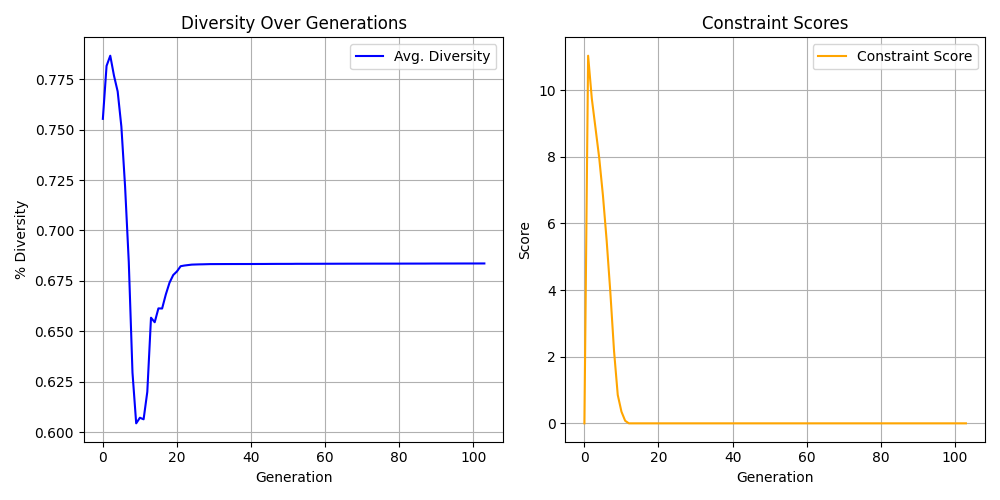 Diversity Over Generations
Avg. Diversity
% Diversity
0.775
0.750
0.725
0.700
0.675
0.650
0.625
0.600
0 20 40 60 80 100
Generation
Constraint Scores
Constraint Score
Score
10
8
6
4
2
0
0 20 40 60 80 100
Generation